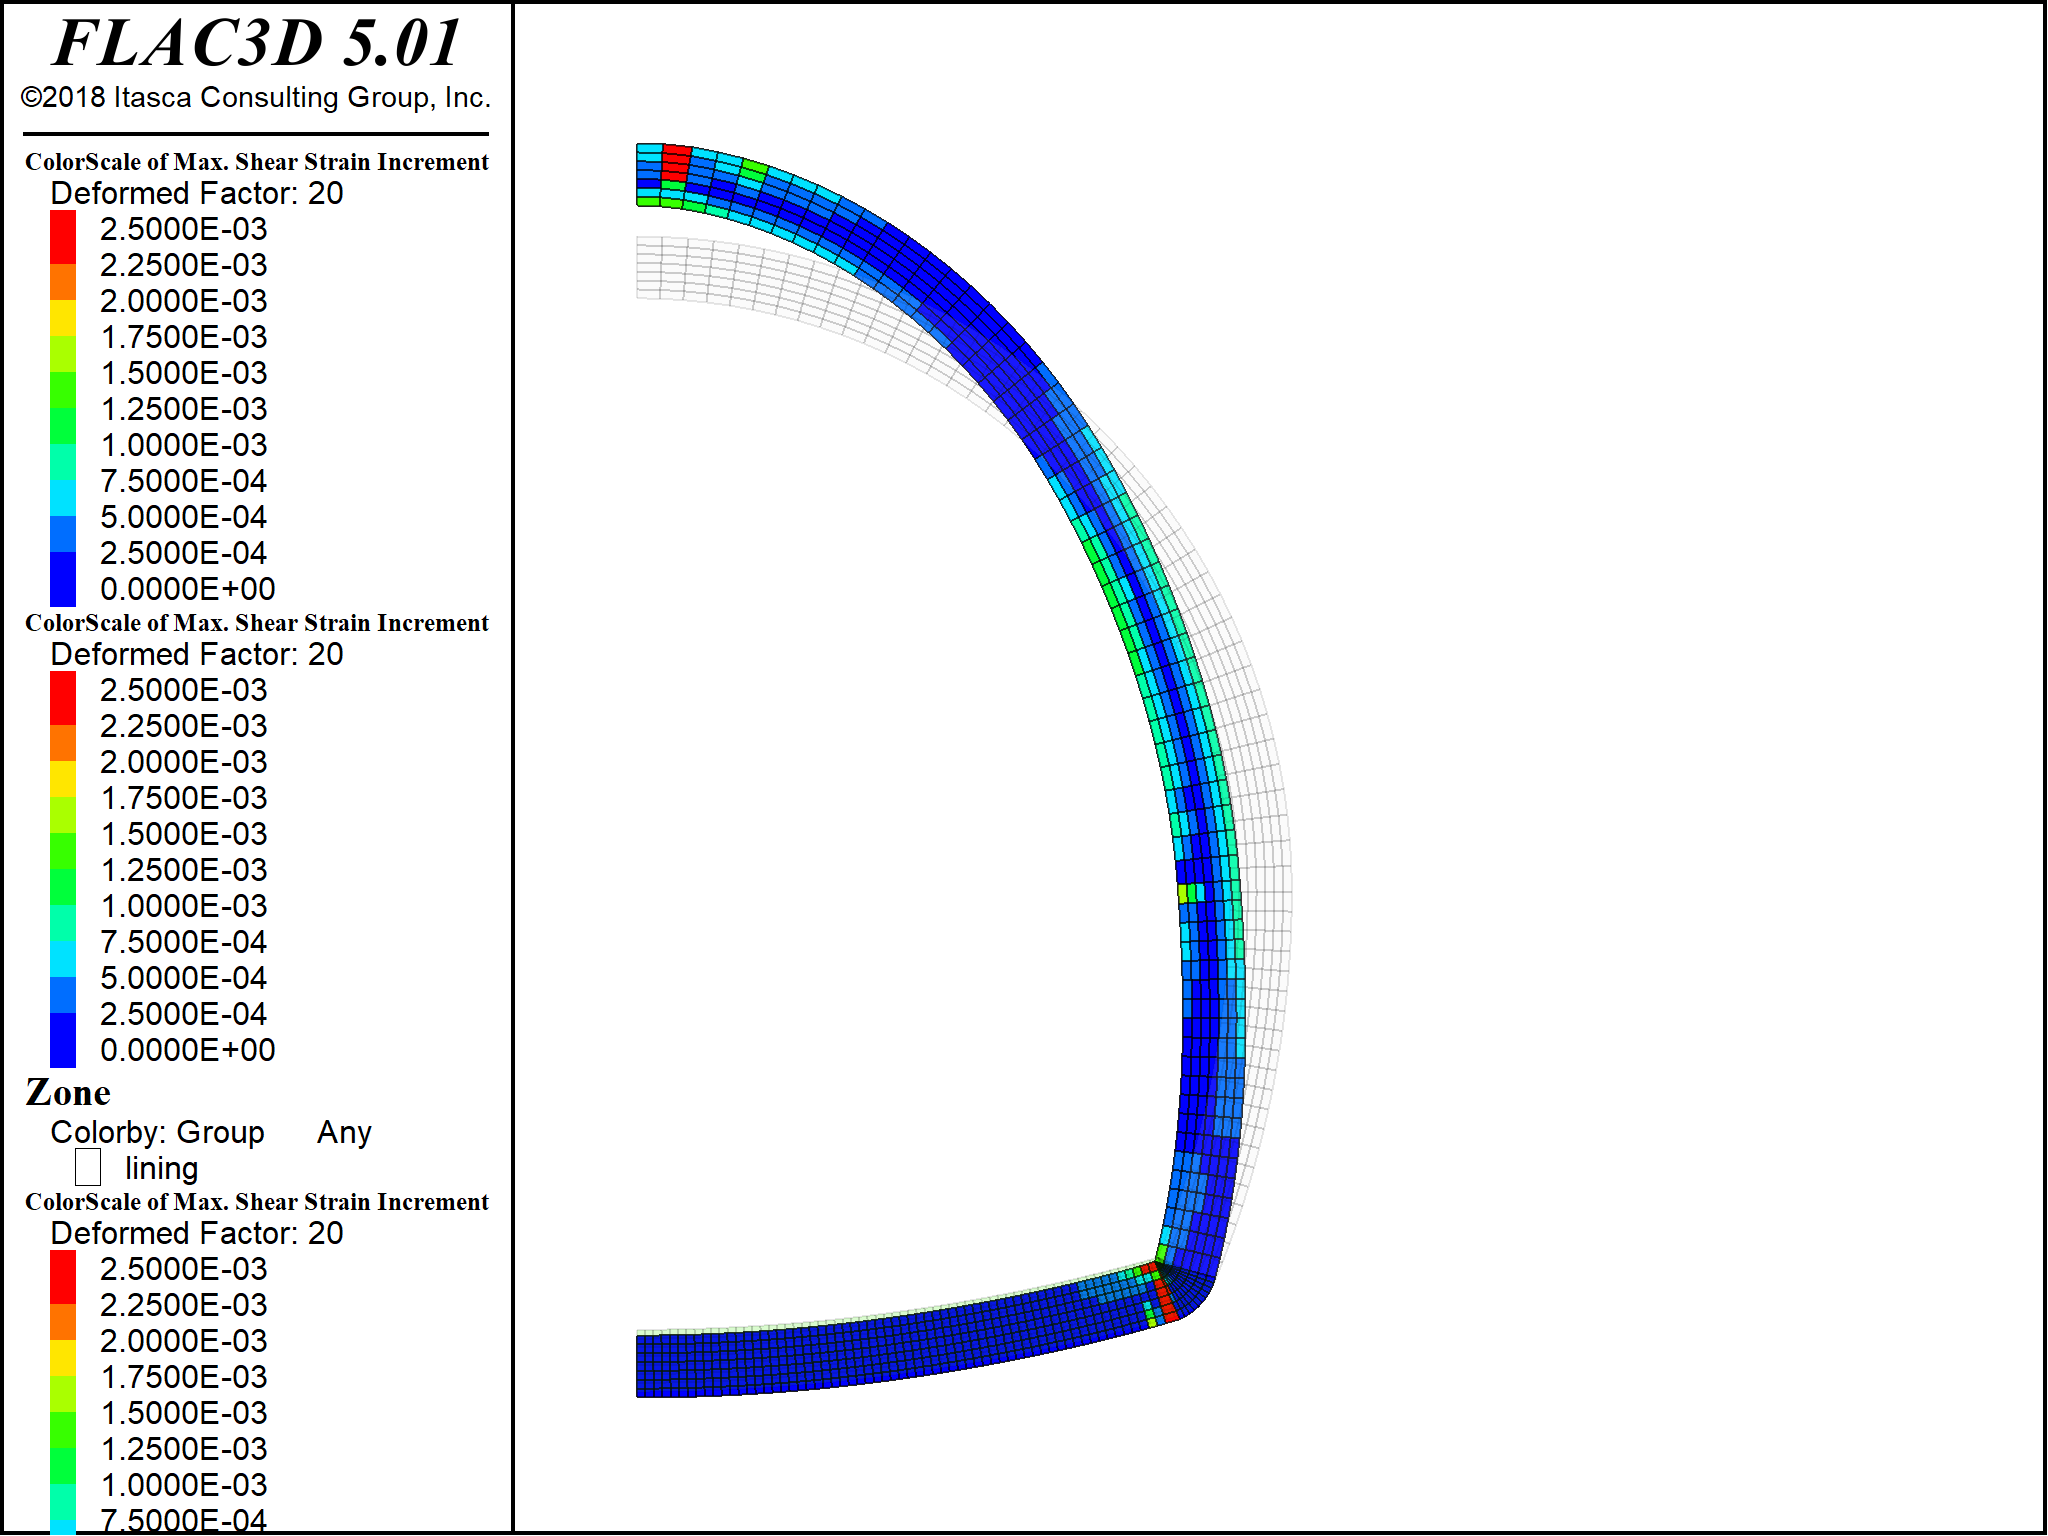 FLAC3D 5.01
©2018 Itasca Consulting Group, Inc.
ColorScale of Max. Shear Strain Increment
Deformed Factor: 20
2.5000E-03
2.2500E-03
2.0000E-03
1.7500E-03
1.5000E-03
1.2500E-03
1.0000E-03
7.5000E-04
5.0000E-04
2.5000E-04
0.0000E+00
ColorScale of Max. Shear Strain Increment
Deformed Factor: 20
2.5000E-03
2.2500E-03
2.0000E-03
1.7500E-03
1.5000E-03
1.2500E-03
1.0000E-03
7.5000E-04
5.0000E-04
2.5000E-04
0.0000E+00
Zone
Colorby: Group Any
lining
ColorScale of Max. Shear Strain Increment
Deformed Factor: 20
2.5000E-03
2.2500E-03
2.0000E-03
1.7500E-03
1.5000E-03
1.2500E-03
1.0000E-03
7.5000E-04